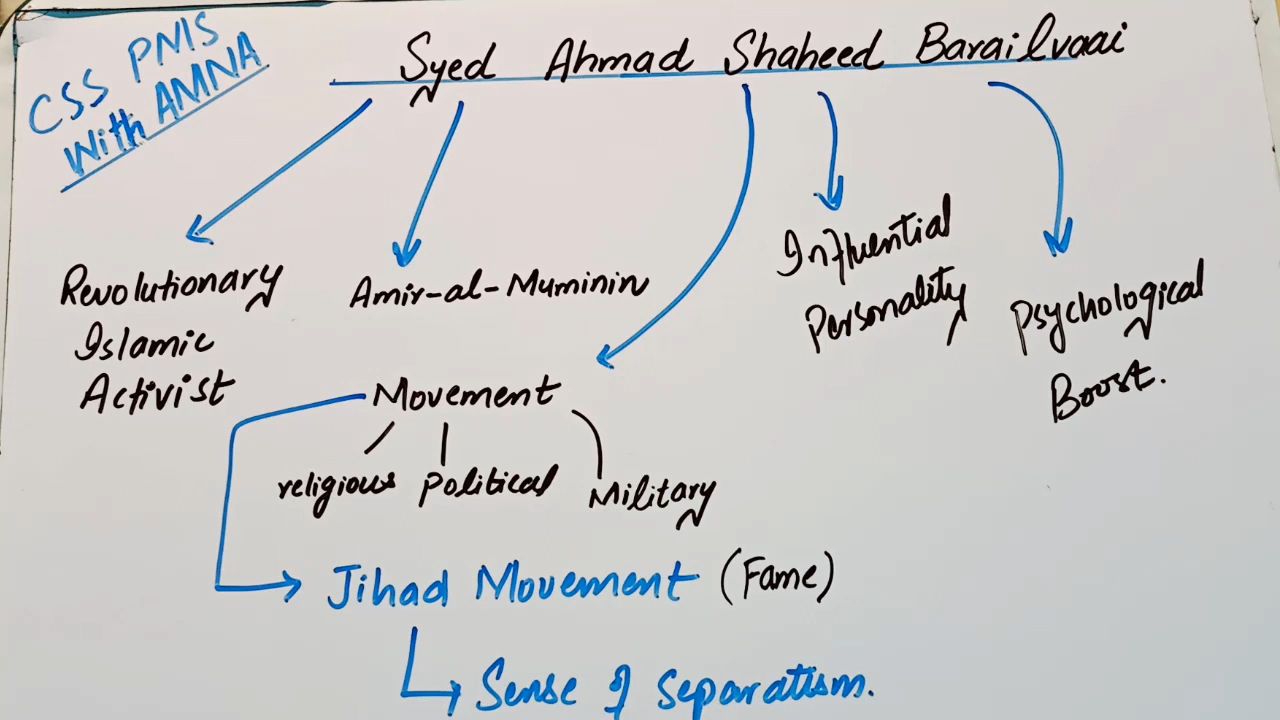 CSS PMS
With AMNA
Syed Ahmad Shaheed Barailvaai
Revolutionary
Islamic
Activist
Amir-al-Muminin
Influential
Personality
Psychological
Boost.
Movement
religious Political Military
Jihad Movement (Fame)
Sense of Separatism.